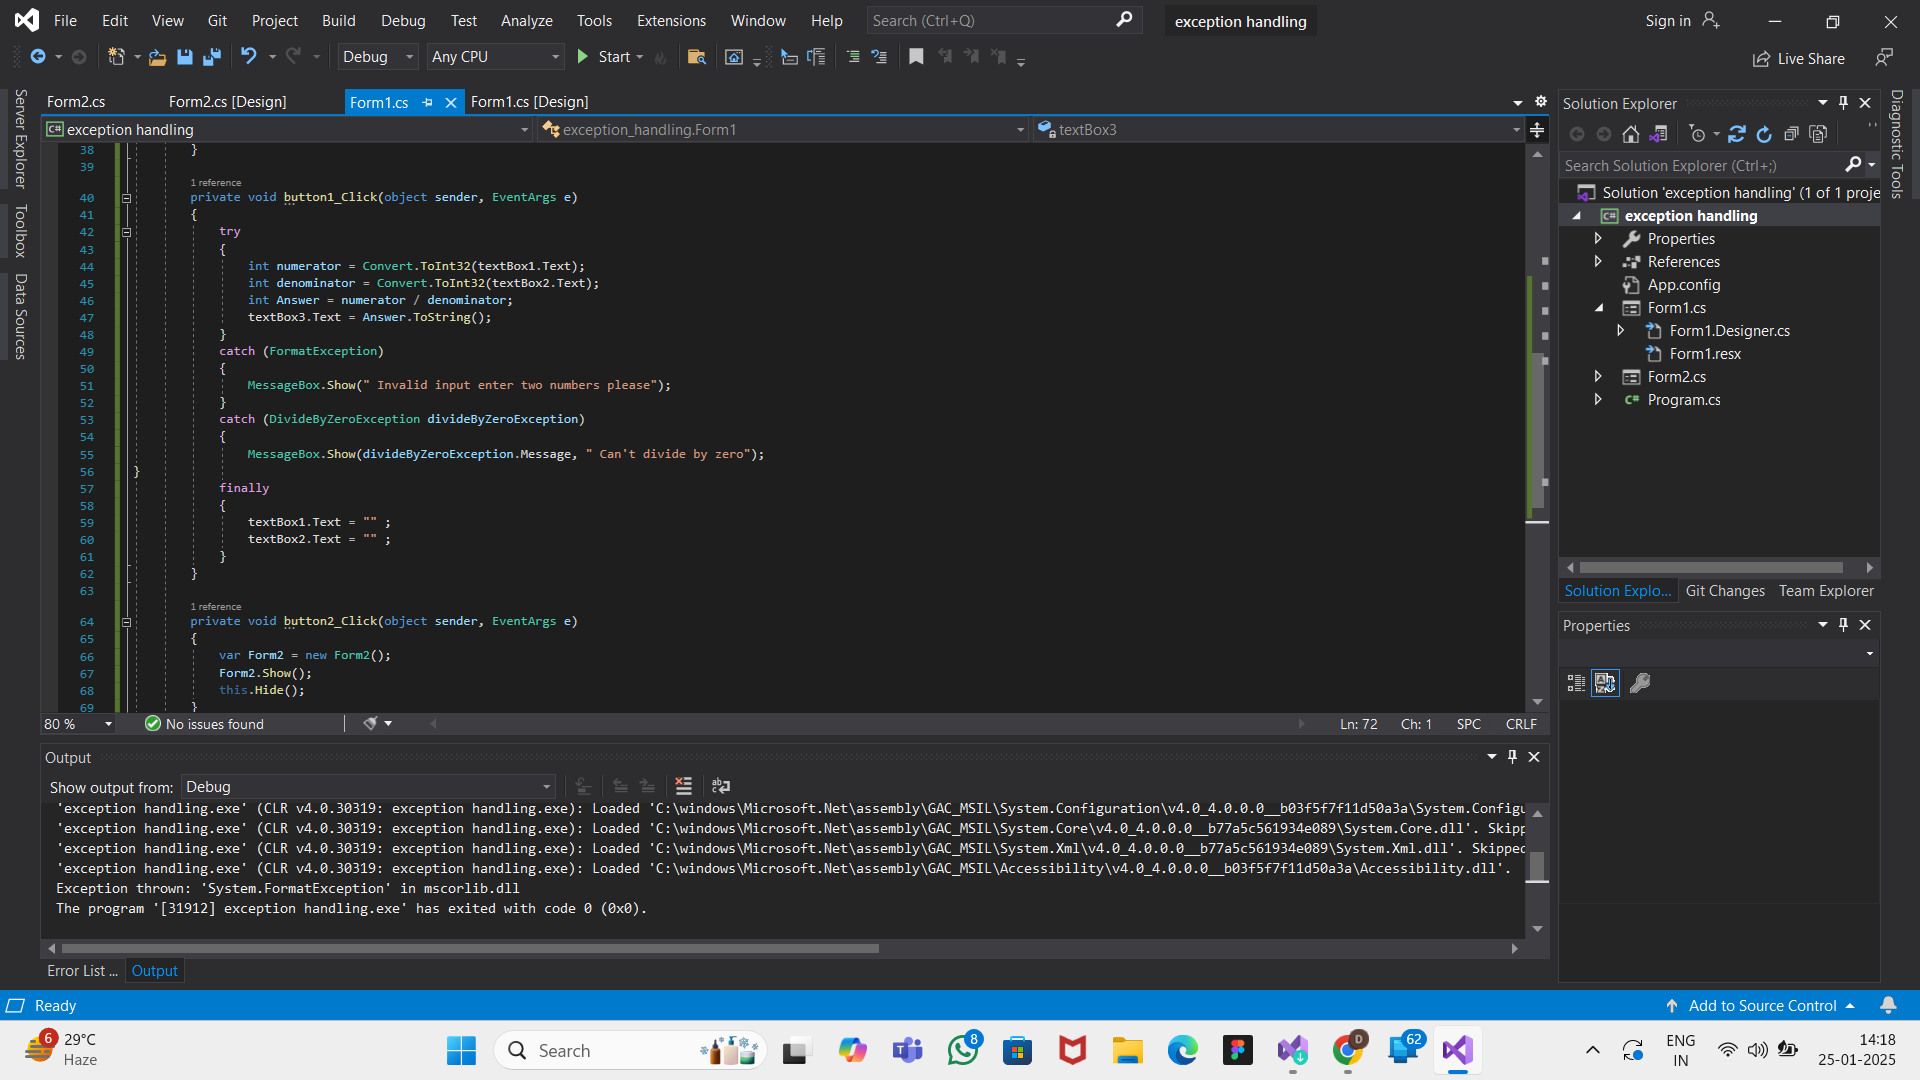 File Edit View Git Project Build Debug Test Analyze Tools Extensions Window Help Search (Ctrl+Q) exception handling Sign in
Debug Any CPU Start Live Share
Server Explorer
Toolbox
Data Sources
Form2.cs Form2.cs [Design] Form1.cs Form1.cs [Design]
C# exception handling exception_handling.Form1 textBox3
38 }
39
1 reference
40 private void button1_Click(object sender, EventArgs e)
41 {
42 try
43 {
44 int numerator = Convert.ToInt32(textBox1.Text);
45 int denominator = Convert.ToInt32(textBox2.Text);
46 int Answer = numerator / denominator;
47 textBox3.Text = Answer.ToString();
48 }
49 catch (FormatException)
50 {
51 MessageBox.Show(" Invalid input enter two numbers please");
52 }
53 catch (DivideByZeroException divideByZeroException)
54 {
55 MessageBox.Show(divideByZeroException.Message, " Can't divide by zero");
56 }
57 finally
58 {
59 textBox1.Text = "" ;
60 textBox2.Text = "" ;
61 }
62 }
63
1 reference
64 private void button2_Click(object sender, EventArgs e)
65 {
66 var Form2 = new Form2();
67 Form2.Show();
68 this.Hide();
69 }
80 % No issues found Ln: 72 Ch: 1 SPC CRLF
Output
Show output from: Debug
'exception handling.exe' (CLR v4.0.30319: exception handling.exe): Loaded 'C:\windows\Microsoft.Net\assembly\GAC_MSIL\System.Configuration\v4.0_4.0.0.0__b03f5f7f11d50a3a\System.Configu
'exception handling.exe' (CLR v4.0.30319: exception handling.exe): Loaded 'C:\windows\Microsoft.Net\assembly\GAC_MSIL\System.Core\v4.0_4.0.0.0__b77a5c561934e089\System.Core.dll'. Skipp
'exception handling.exe' (CLR v4.0.30319: exception handling.exe): Loaded 'C:\windows\Microsoft.Net\assembly\GAC_MSIL\System.Xml\v4.0_4.0.0.0__b77a5c561934e089\System.Xml.dll'. Skipped
'exception handling.exe' (CLR v4.0.30319: exception handling.exe): Loaded 'C:\windows\Microsoft.Net\assembly\GAC_MSIL\Accessibility\v4.0_4.0.0.0__b03f5f7f11d50a3a\Accessibility.dll'.
Exception thrown: 'System.FormatException' in mscorlib.dll
The program '[31912] exception handling.exe' has exited with code 0 (0x0).
Error List ... Output
Solution Explorer
Search Solution Explorer (Ctrl+;)
Solution 'exception handling' (1 of 1 proje
C# exception handling
Properties
References
App.config
Form1.cs
Form1.Designer.cs
Form1.resx
Form2.cs
C# Program.cs
Solution Explo... Git Changes Team Explorer
Properties
Diagnostic Tools
Ready Add to Source Control
6 29°C
Haze
Search
8
D
62
ENG
IN
14:18
25-01-2025